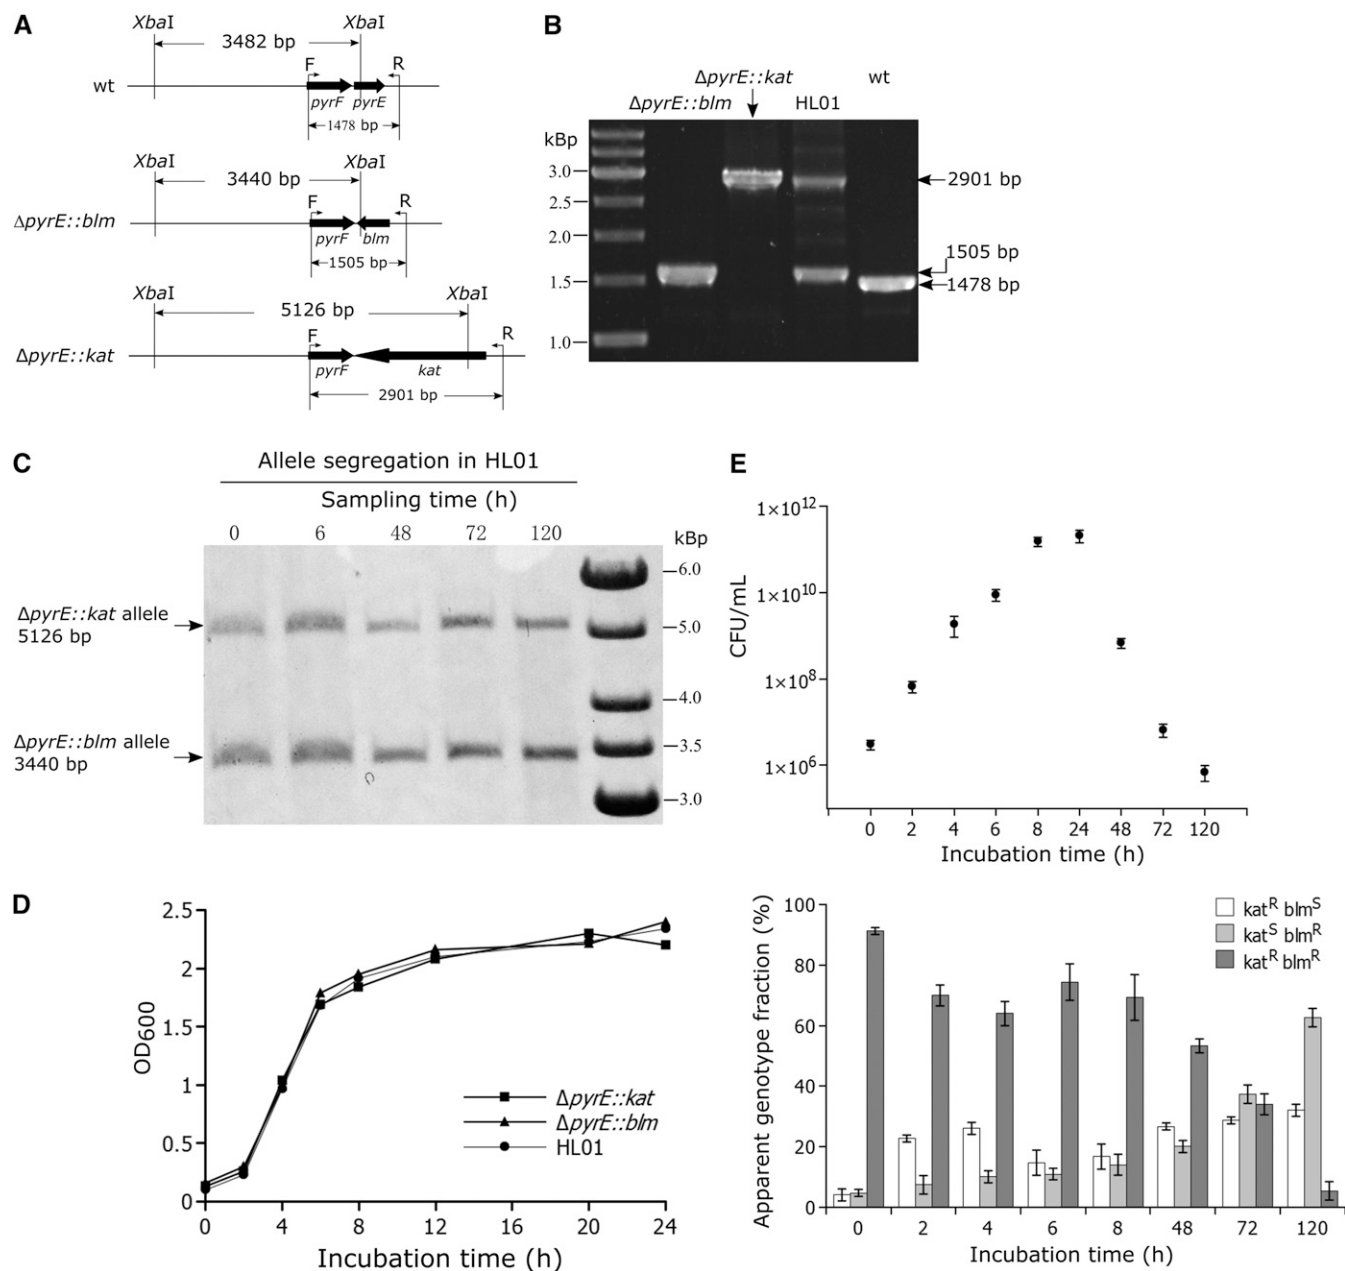 A
XbaI
XbaI
3482 bp
F
R
wt
pyrF
pyrE
1478 bp
XbaI
XbaI
3440 bp
F
R
ΔpyrE::blm
pyrF
blm
1505 bp
XbaI
XbaI
5126 bp
F
R
ΔpyrE::kat
pyrF
kat
2901 bp
B
ΔpyrE::kat
wt
ΔpyrE::blm
HL01
kBp
3.0
2.5
2.0
1.5
1.0
2901 bp
1505 bp
1478 bp
C
Allele segregation in HL01
Sampling time (h)
0 6 48 72 120
kBp
6.0
5.0
4.0
3.5
3.0
ΔpyrE::kat allele
5126 bp
ΔpyrE::blm allele
3440 bp
D
OD600
2.5
2
1.5
1
0.5
0
0 4 8 12 16 20 24
Incubation time (h)
ΔpyrE::kat
ΔpyrE::blm
HL01
E
CFU/mL
1×10¹²
1×10¹⁰
1×10⁸
1×10⁶
0 2 4 6 8 24 48 72 120
Incubation time (h)
Apparent genotype fraction (%)
100
80
60
40
20
0
0 2 4 6 8 48 72 120
Incubation time (h)
katᴿ blmˢ
katˢ blmᴿ
katᴿ blmᴿ